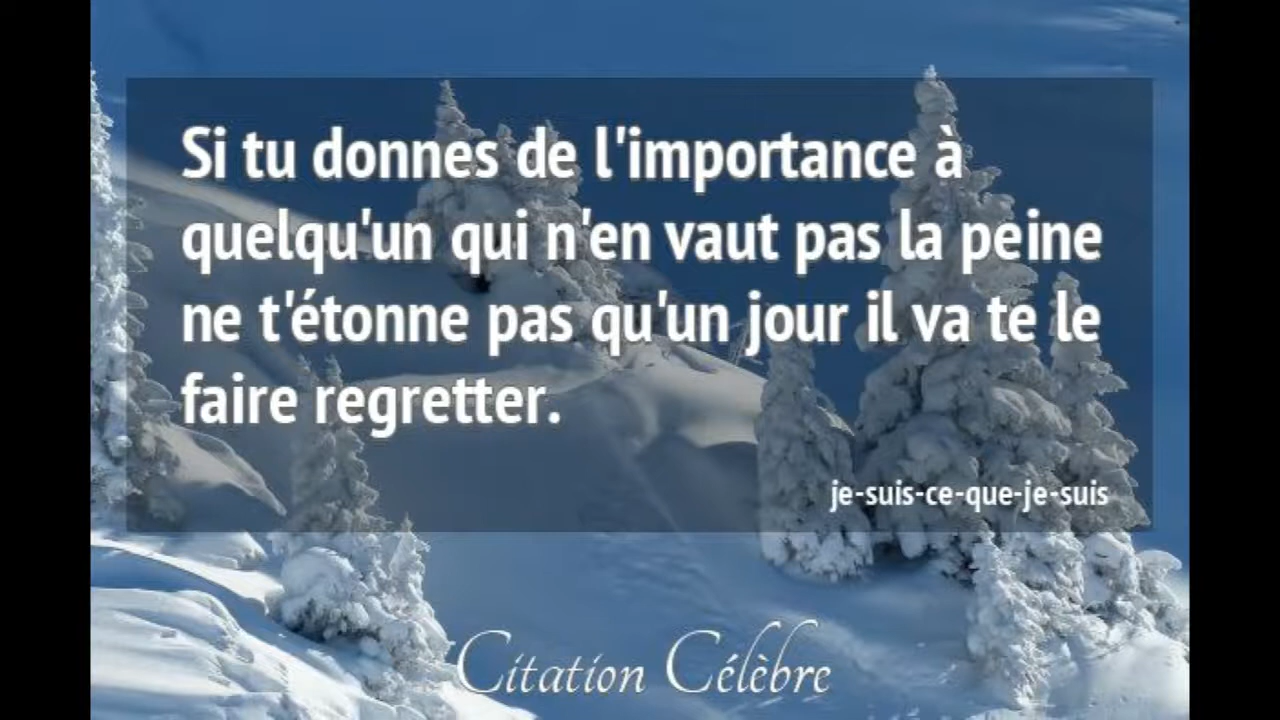 Si tu donnes de l'importance à
quelqu'un qui n'en vaut pas la peine
ne t'étonne pas qu'un jour il va te le
faire regretter.
je-suis-ce-que-je-suis
Citation Célèbre